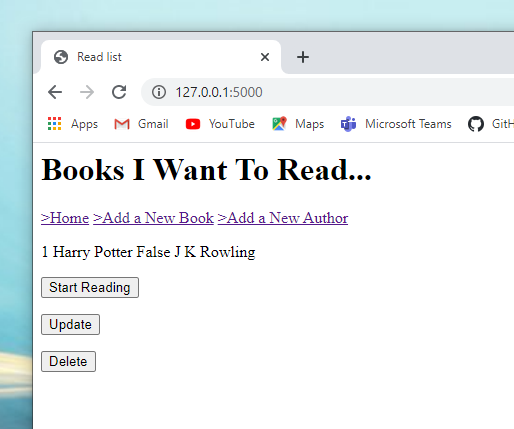 Read list
127.0.0.1:5000
Apps Gmail YouTube Maps Microsoft Teams GitH
Books I Want To Read...
>Home >Add a New Book >Add a New Author
1 Harry Potter False J K Rowling
Start Reading
Update
Delete